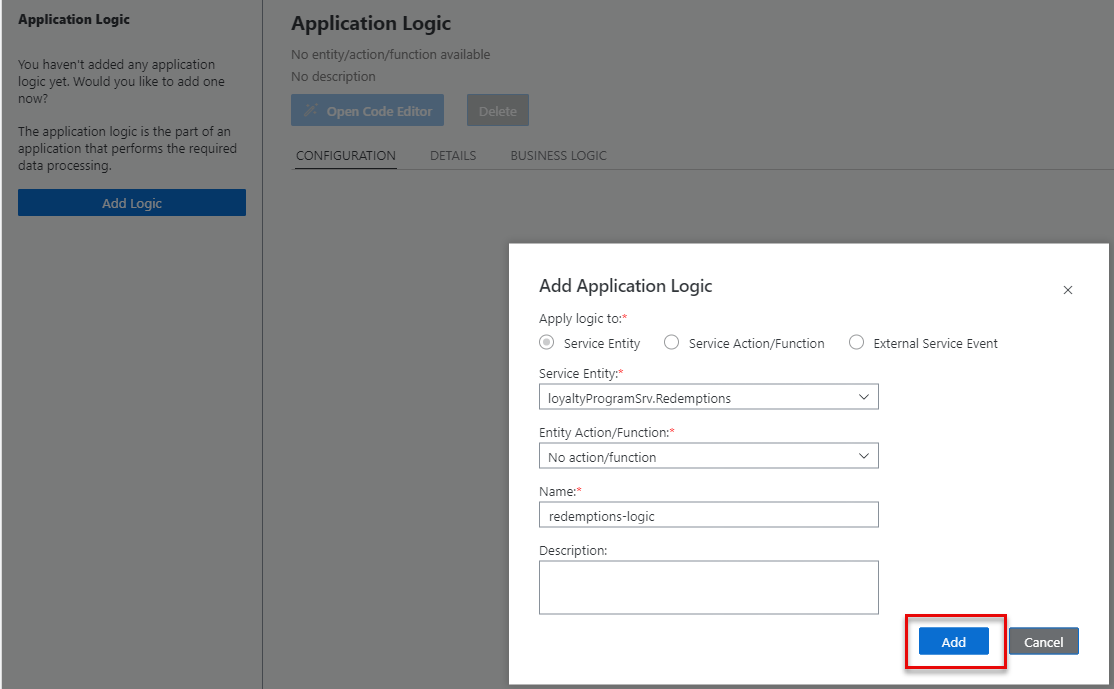 Application Logic
You haven't added any application
logic yet. Would you like to add one
now?
The application logic is the part of an
application that performs the required
data processing.
Add Logic
Application Logic
No entity/action/function available
No description
Open Code Editor
Delete
CONFIGURATION
DETAILS
BUSINESS LOGIC
Add Application Logic
Apply logic to:*
Service Entity
Service Action/Function
External Service Event
Service Entity:*
loyaltyProgramSrv.Redemptions
Entity Action/Function:*
No action/function
Name:*
redemptions-logic
Description:
Add
Cancel